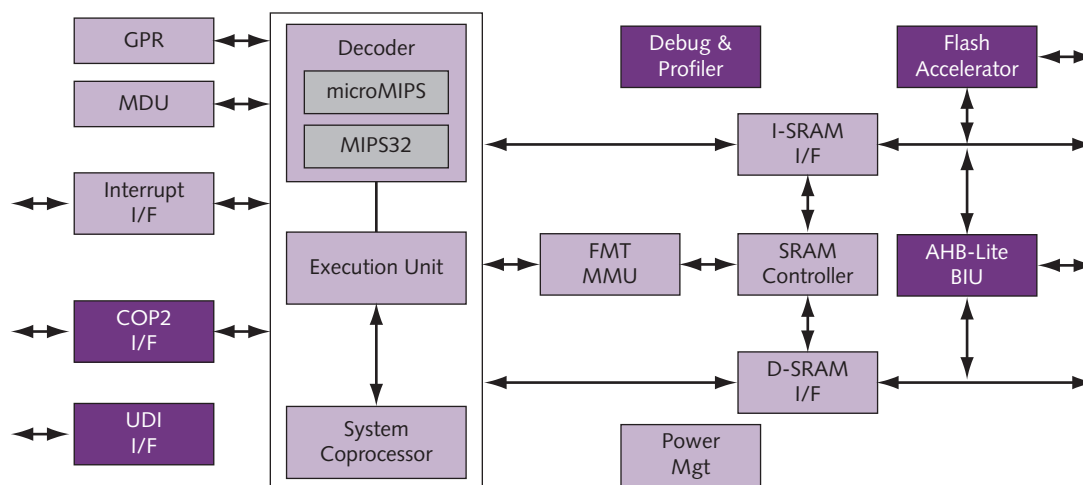 GPR
MDU
Interrupt
I/F
COP2
I/F
UDI
I/F
Decoder
microMIPS
MIPS32
Execution Unit
System
Coprocessor
FMT
MMU
Debug &
Profiler
I-SRAM
I/F
SRAM
Controller
D-SRAM
I/F
Power
Mgt
Flash
Accelerator
AHB-Lite
BIU